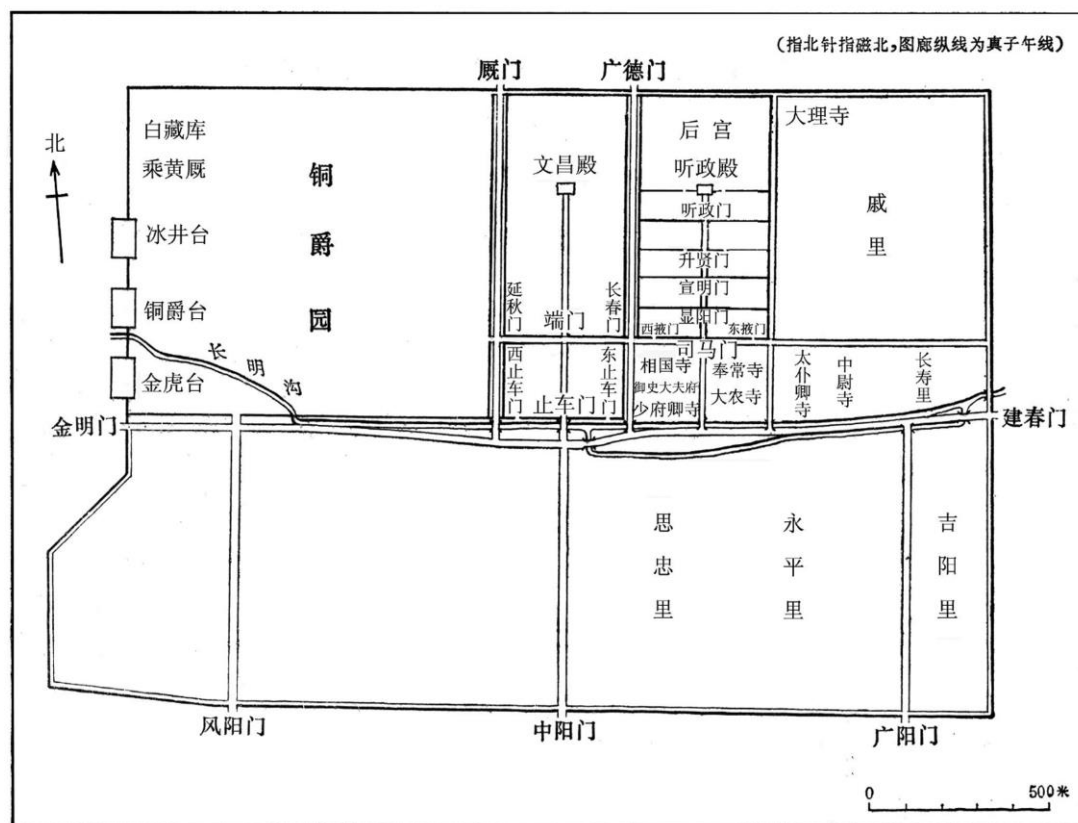 (指北针指磁北,图廊纵线为真子午线)
厩门
广德门
北
白藏库
乘黄厩
冰井台
铜爵台
金虎台
铜爵园
长明沟
文昌殿
延秋门
长春门
端门
西止车门
东止车门
止车门
后宫
听政殿
听政门
升贤门
宣明门
显阳门
西掖门
东掖门
司马门
相国寺
御史大夫府
少府卿寺
奉常寺
大农寺
大理寺
戚里
太仆卿寺
中尉寺
长寿里
金明门
建春门
思忠里
永平里
吉阳里
凤阳门
中阳门
广阳门
0
500米